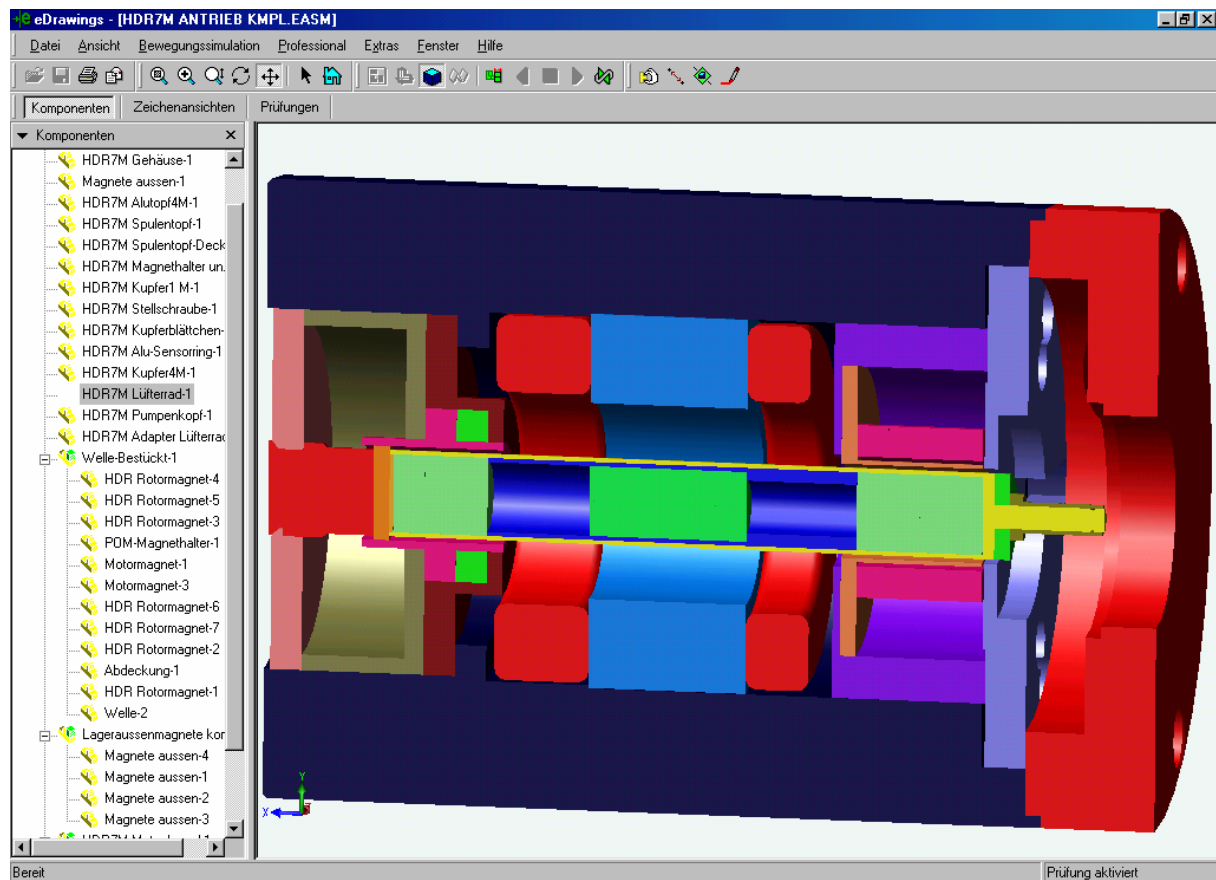 eDrawings - [HDR7M ANTRIEB KMPL.EASM]
Datei Ansicht Bewegungssimulation Professional Extras Fenster Hilfe
Komponenten Zeichenansichten Prüfungen
Komponenten
HDR7M Gehäuse-1
Magnete aussen-1
HDR7M Alutopf4M-1
HDR7M Spulentopf-1
HDR7M Spulentopf-Deck
HDR7M Magnethalter un.
HDR7M Kupfer1 M-1
HDR7M Stellschraube-1
HDR7M Kupferblättchen-
HDR7M Alu-Sensorring-1
HDR7M Kupfer4M-1
HDR7M Lüfterrad-1
HDR7M Pumpenkopf-1
HDR7M Adapter Lüfterrad
Welle-Bestückt-1
HDR Rotormagnet-4
HDR Rotormagnet-5
HDR Rotormagnet-3
POM-Magnethalter-1
Motormagnet-1
Motormagnet-3
HDR Rotormagnet-6
HDR Rotormagnet-7
HDR Rotormagnet-2
Abdeckung-1
HDR Rotormagnet-1
Welle-2
Lageraussenmagnete kor
Magnete aussen-4
Magnete aussen-1
Magnete aussen-2
Magnete aussen-3
Y
X
Bereit Prüfung aktiviert